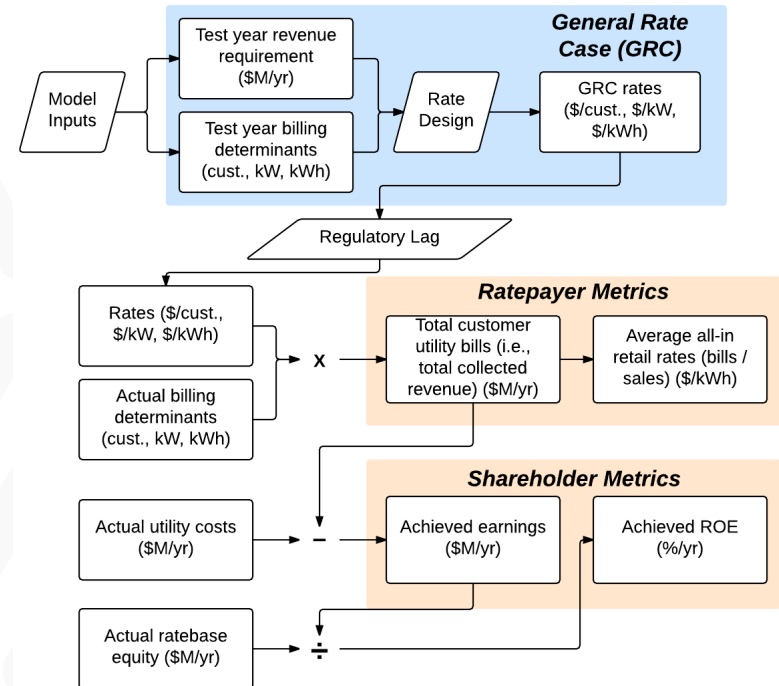 General Rate
Case (GRC)
Test year revenue
requirement
($M/yr)
Model
Inputs
Test year billing
determinants
(cust., kW, kWh)
Rate
Design
GRC rates
($/cust., $/kW,
$/kWh)
Regulatory Lag
Rates ($/cust.,
$/kW, $/kWh)
Actual billing
determinants
(cust., kW, kWh)
x
Ratepayer Metrics
Total customer
utility bills (i.e.,
total collected
revenue) ($M/yr)
Average all-in
retail rates (bills /
sales) ($/kWh)
Shareholder Metrics
Actual utility costs
($M/yr)
−
Achieved earnings
($M/yr)
Achieved ROE
(%/yr)
Actual ratebase
equity ($M/yr)
÷